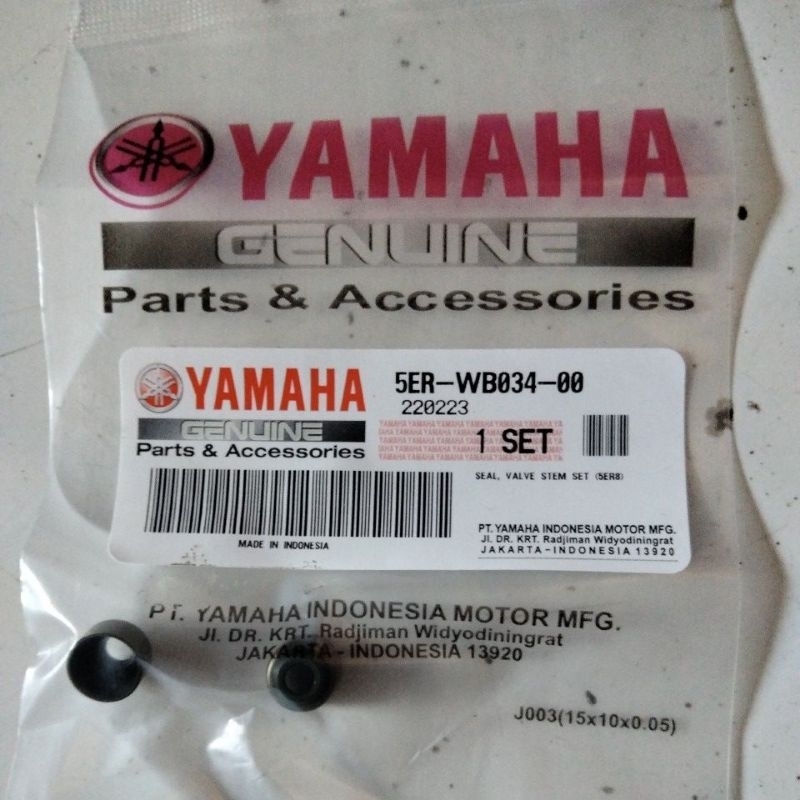 YAMAHA
GENUINE
Parts & Accessories
YAMAHA
GENUINE
Parts & Accessories
5ER-WB034-00
220223
1 SET
SEAL, VALVE STEM SET (5ER8)
MADE IN INDONESIA
PT. YAMAHA INDONESIA MOTOR MFG.
Jl. DR. KRT. Radjiman Widyodiningrat
JAKARTA-INDONESIA 13920
PT. YAMAHA INDONESIA MOTOR MFG.
Jl. DR. KRT. Radjiman Widyodiningrat
JAKARTA - INDONESIA 13920
J003(15x10x0.05)